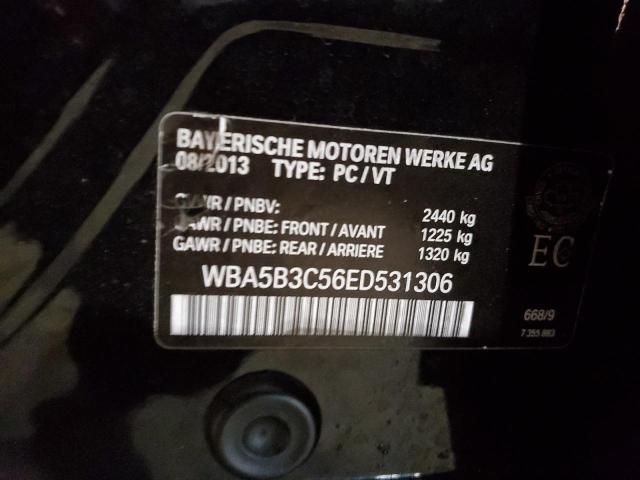 BAYERISCHE MOTOREN WERKE AG
08/2013 TYPE: PC/VT
GVWR / PNBV: 2440 kg
GAWR / PNBE: FRONT / AVANT 1225 kg
GAWR / PNBE: REAR / ARRIERE 1320 kg
WBA5B3C56ED531306
EC
668/9
7 355 883